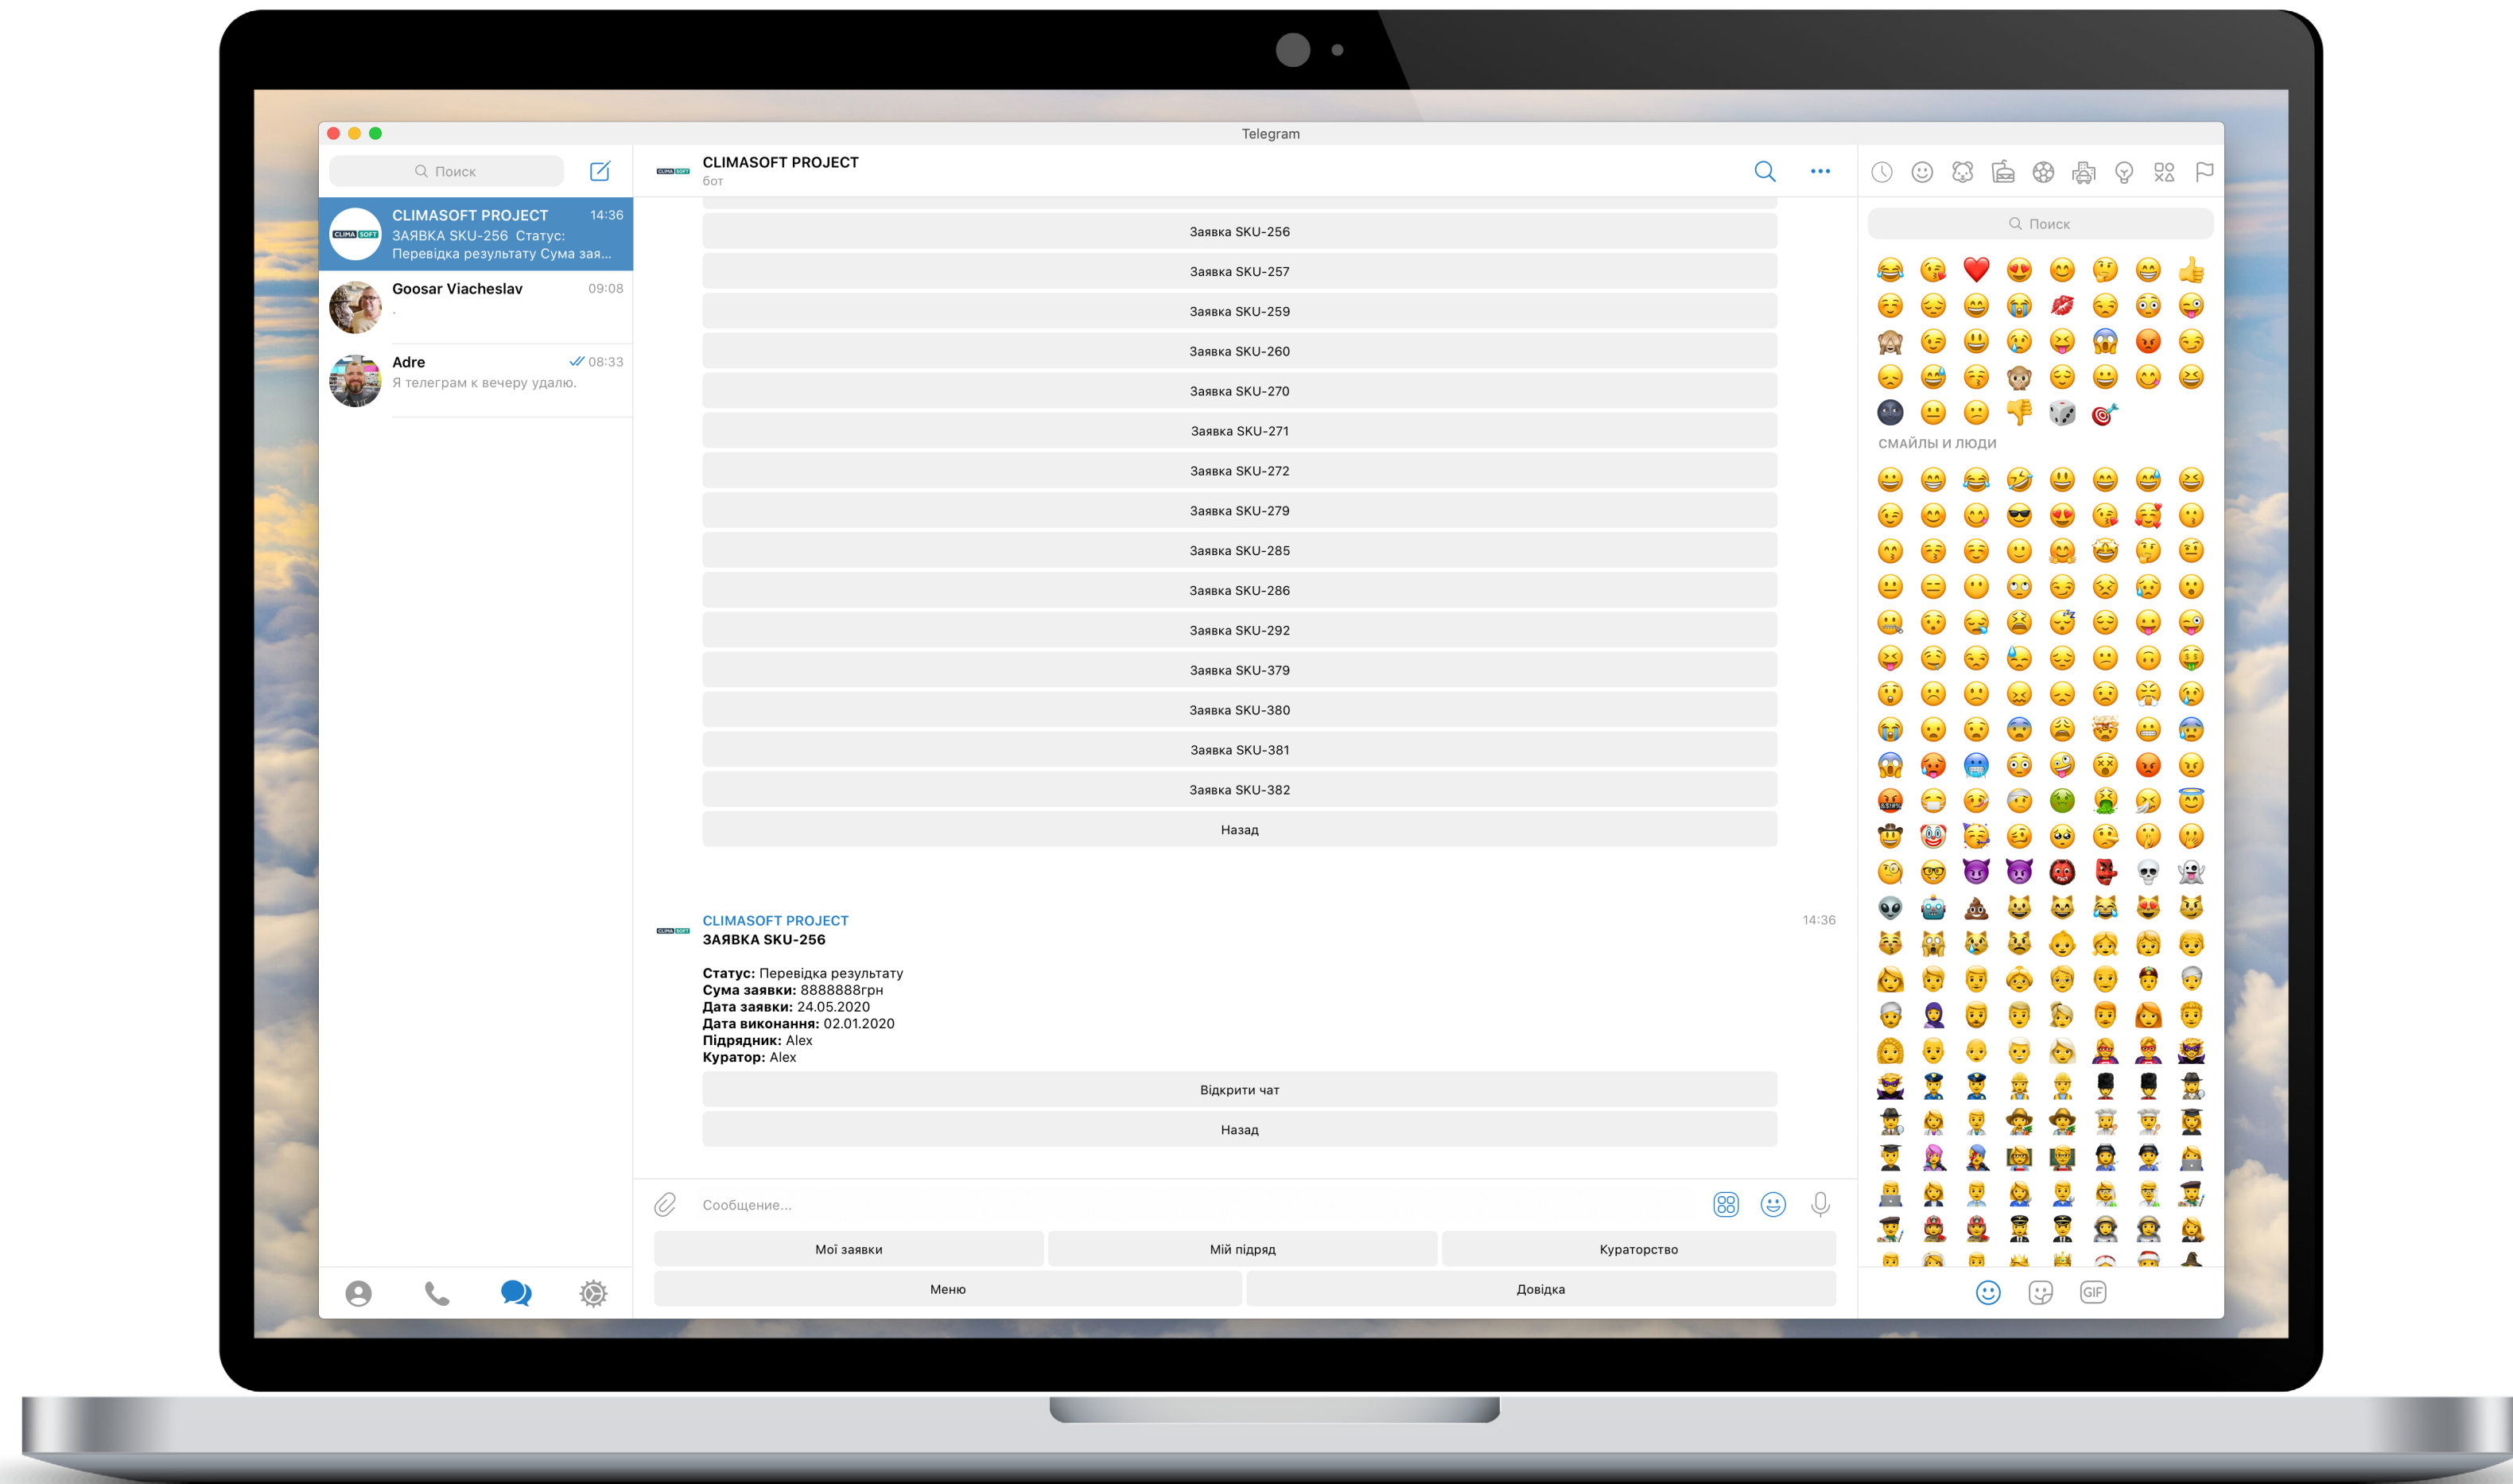 Telegram
Поиск
CLIMASOFT PROJECT 14:36
ЗАЯВКА SKU-256 Статус:
Перевідка результату Сума зая...
CLIMA SOFT
Goosar Viacheslav 09:08
.
Adre 08:33
Я телеграм к вечеру удалю.
CLIMA SOFT
CLIMASOFT PROJECT
бот
Заявка SKU-256
Заявка SKU-257
Заявка SKU-259
Заявка SKU-260
Заявка SKU-270
Заявка SKU-271
Заявка SKU-272
Заявка SKU-279
Заявка SKU-285
Заявка SKU-286
Заявка SKU-292
Заявка SKU-379
Заявка SKU-380
Заявка SKU-381
Заявка SKU-382
Назад
CLIMA SOFT
CLIMASOFT PROJECT 14:36
ЗАЯВКА SKU-256
Статус: Перевідка результату
Сума заявки: 8888888грн
Дата заявки: 24.05.2020
Дата виконання: 02.01.2020
Підрядник: Alex
Куратор: Alex
Відкрити чат
Назад
Сообщение...
Мої заявки
Мій підряд
Кураторство
Меню
Довідка
Поиск
СМАЙЛЫ И ЛЮДИ
GIF